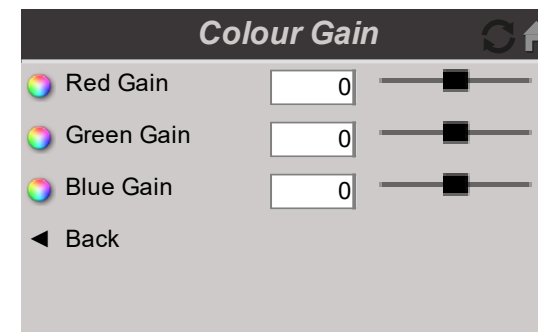 Colour Gain
Red Gain 0
Green Gain 0
Blue Gain 0
Back